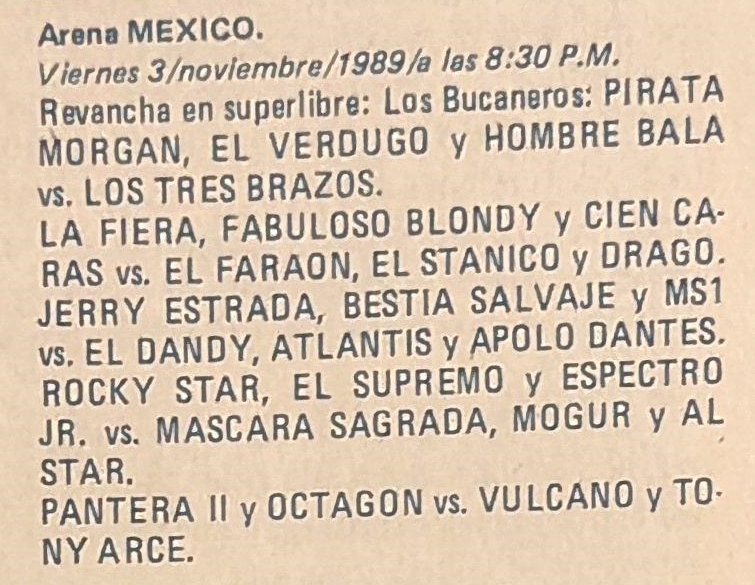 Arena MEXICO.
Viernes 3/noviembre/1989/a las 8:30 P.M.
Revancha en superlibre: Los Bucaneros: PIRATA
MORGAN, EL VERDUGO y HOMBRE BALA
vs. LOS TRES BRAZOS.
LA FIERA, FABULOSO BLONDY y CIEN CA-
RAS vs. EL FARAON, EL STANICO y DRAGO.
JERRY ESTRADA, BESTIA SALVAJE y MS1
vs. EL DANDY, ATLANTIS y APOLO DANTES.
ROCKY STAR, EL SUPREMO y ESPECTRO
JR. vs. MASCARA SAGRADA, MOGUR y AL
STAR.
PANTERA II y OCTAGON vs. VULCANO y TO-
NY ARCE.